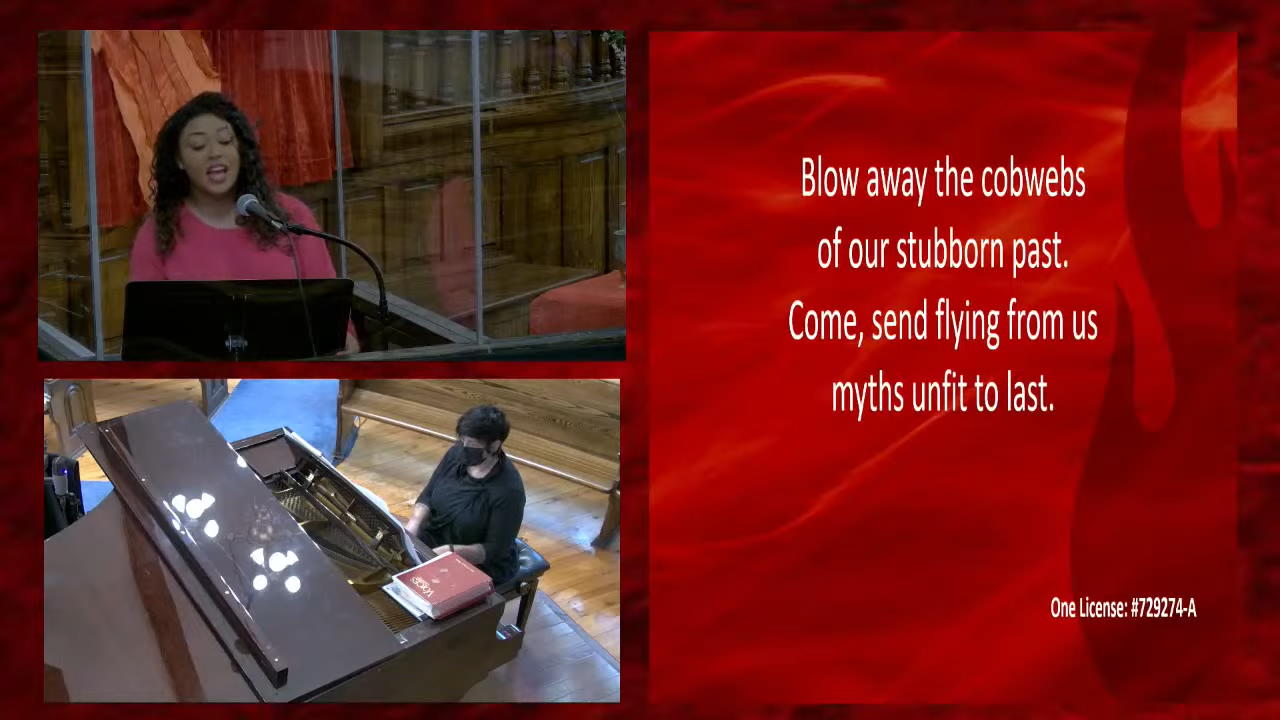 Blow away the cobwebs
of our stubborn past.
Come, send flying from us
myths unfit to last.
One License: #729274-A
VOICES